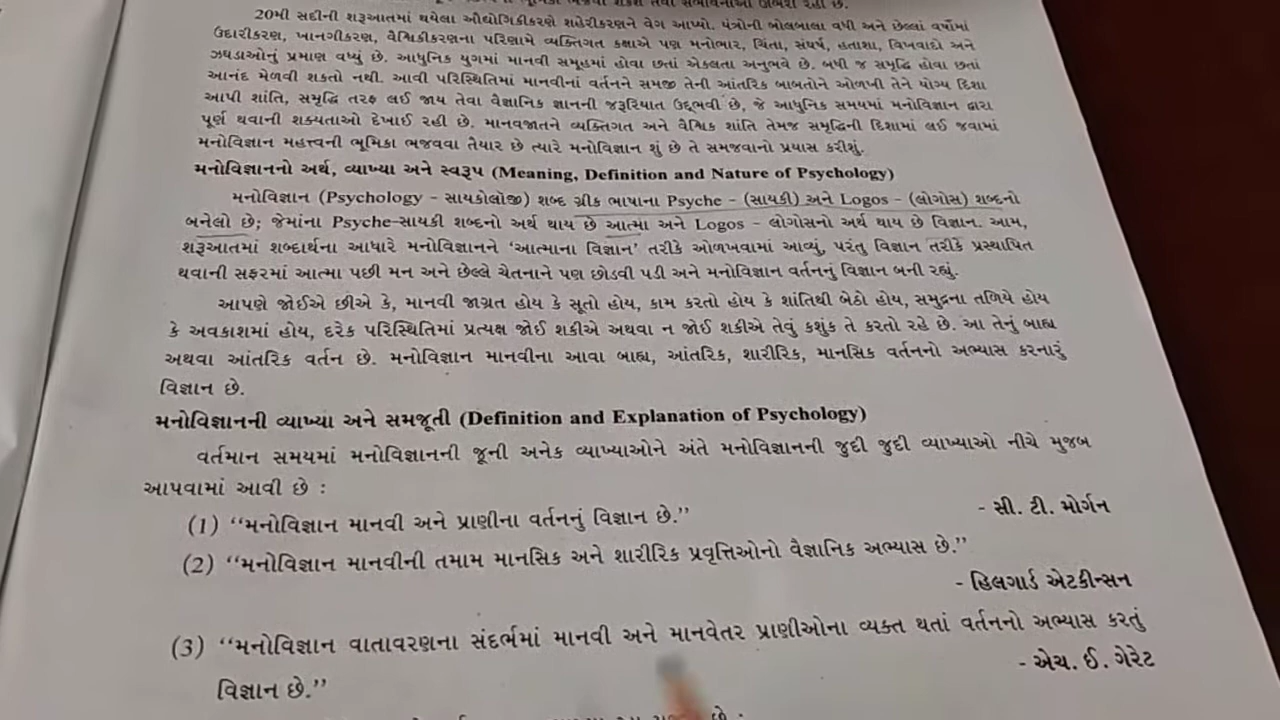 20મી સદીની શરૂઆતમાં થયેલા ઔદ્યોગિકીકરણે શહેરીકરણને વેગ આપ્યો. યંત્રોની બોલબાલા વધી અને છેલ્લાં વર્ષોમાં
ઉદારીકરણ, ખાનગીકરણ, વૈશ્વિકીકરણના પરિણામે વ્યક્તિગત કક્ષાએ પણ મનોભાર, ચિંતા, સંઘર્ષ, હતાશા, વિખવાદો અને
ઝઘડાઓનું પ્રમાણ વધ્યું છે. આધુનિક યુગમાં માનવી સમૂહમાં હોવા છતાં એકલતા અનુભવે છે. બધી જ સમૃદ્ધિ હોવા છતાં
આનંદ મેળવી શકતો નથી. આવી પરિસ્થિતિમાં માનવીનાં વર્તનને સમજી તેની આંતરિક બાબતોને ઓળખી તેને યોગ્ય દિશા
આપી શાંતિ, સમૃદ્ધિ તરફ લઈ જાય તેવા વૈજ્ઞાનિક જ્ઞાનની જરૂરિયાત ઉદ્ભવી છે, જે આધુનિક સમયમાં મનોવિજ્ઞાન દ્વારા
પૂર્ણ થવાની શક્યતાઓ દેખાઈ રહી છે. માનવજાતને વ્યક્તિગત અને વૈશ્વિક શાંતિ તેમજ સમૃદ્ધિની દિશામાં લઈ જવામાં
મનોવિજ્ઞાન મહત્ત્વની ભૂમિકા ભજવવા તૈયાર છે ત્યારે મનોવિજ્ઞાન શું છે તે સમજવાનો પ્રયાસ કરીશું.
મનોવિજ્ઞાનનો અર્થ, વ્યાખ્યા અને સ્વરૂપ (Meaning, Definition and Nature of Psychology)
મનોવિજ્ઞાન (Psychology - સાયકોલૉજી) શબ્દ ગ્રીક ભાષાના Psyche - (સાયકી) અને Logos - (લોગોસ) શબ્દનો
બનેલો છે; જેમાંના Psyche-સાયકી શબ્દનો અર્થ થાય છે આત્મા અને Logos - લોગોસનો અર્થ થાય છે વિજ્ઞાન. આમ,
શરૂઆતમાં શબ્દાર્થના આધારે મનોવિજ્ઞાનને ‘આત્માના વિજ્ઞાન’ તરીકે ઓળખવામાં આવ્યું, પરંતુ વિજ્ઞાન તરીકે પ્રસ્થાપિત
થવાની સફરમાં આત્મા પછી મન અને છેલ્લે ચેતનાને પણ છોડવી પડી અને મનોવિજ્ઞાન વર્તનનું વિજ્ઞાન બની રહ્યું.
આપણે જોઈએ છીએ કે, માનવી જાગ્રત હોય કે સૂતો હોય, કામ કરતો હોય કે શાંતિથી બેઠો હોય, સમુદ્રના તળિયે હોય
કે અવકાશમાં હોય, દરેક પરિસ્થિતિમાં પ્રત્યક્ષ જોઈ શકીએ અથવા ન જોઈ શકીએ તેવું કશુંક તે કરતો રહે છે. આ તેનું બાહ્ય
અથવા આંતરિક વર્તન છે. મનોવિજ્ઞાન માનવીના આવા બાહ્ય, આંતરિક, શારીરિક, માનસિક વર્તનનો અભ્યાસ કરનારું
વિજ્ઞાન છે.
મનોવિજ્ઞાનની વ્યાખ્યા અને સમજૂતી (Definition and Explanation of Psychology)
વર્તમાન સમયમાં મનોવિજ્ઞાનની જૂની અનેક વ્યાખ્યાઓને અંતે મનોવિજ્ઞાનની જુદી જુદી વ્યાખ્યાઓ નીચે મુજબ
આપવામાં આવી છે :
(1) “મનોવિજ્ઞાન માનવી અને પ્રાણીના વર્તનનું વિજ્ઞાન છે.” - સી. ટી. મોર્ગન
(2) “મનોવિજ્ઞાન માનવીની તમામ માનસિક અને શારીરિક પ્રવૃત્તિઓનો વૈજ્ઞાનિક અભ્યાસ છે.”
- હિલગાર્ડ એટકીન્સન
(3) “મનોવિજ્ઞાન વાતાવરણના સંદર્ભમાં માનવી અને માનવેતર પ્રાણીઓના વ્યક્ત થતાં વર્તનનો અભ્યાસ કરતું
વિજ્ઞાન છે.” - એચ. ઈ. ગેરેટ